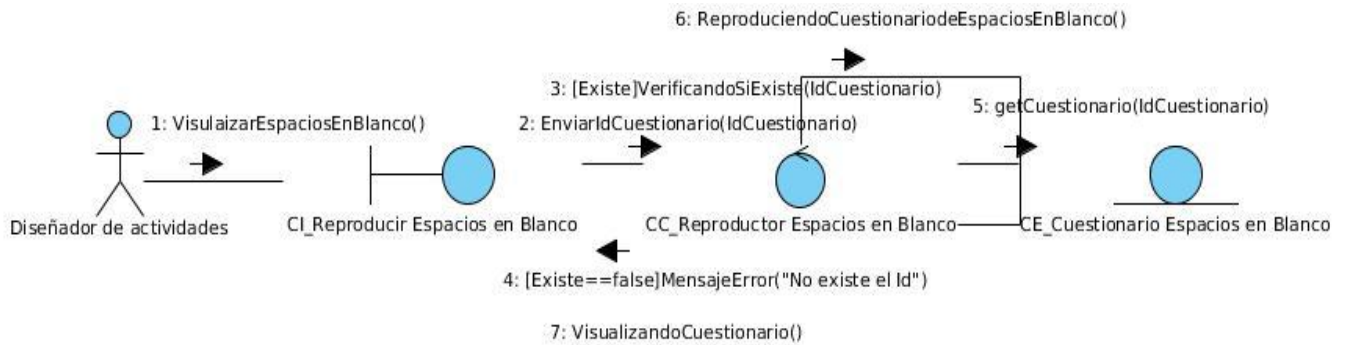 6: ReproduciendoCuestionariodeEspaciosEnBlanco()
3: [Existe]VerificandoSiExiste(IdCuestionario)
5: getCuestionario(IdCuestionario)
1: VisulaizarEspaciosEnBlanco()
2: EnviarIdCuestionario(IdCuestionario)
Diseñador de actividades
CI_Reproducir Espacios en Blanco
CC_Reproductor Espacios en Blanco
CE_Cuestionario Espacios en Blanco
4: [Existe==false]MensajeError("No existe el Id")
7: VisualizandoCuestionario()